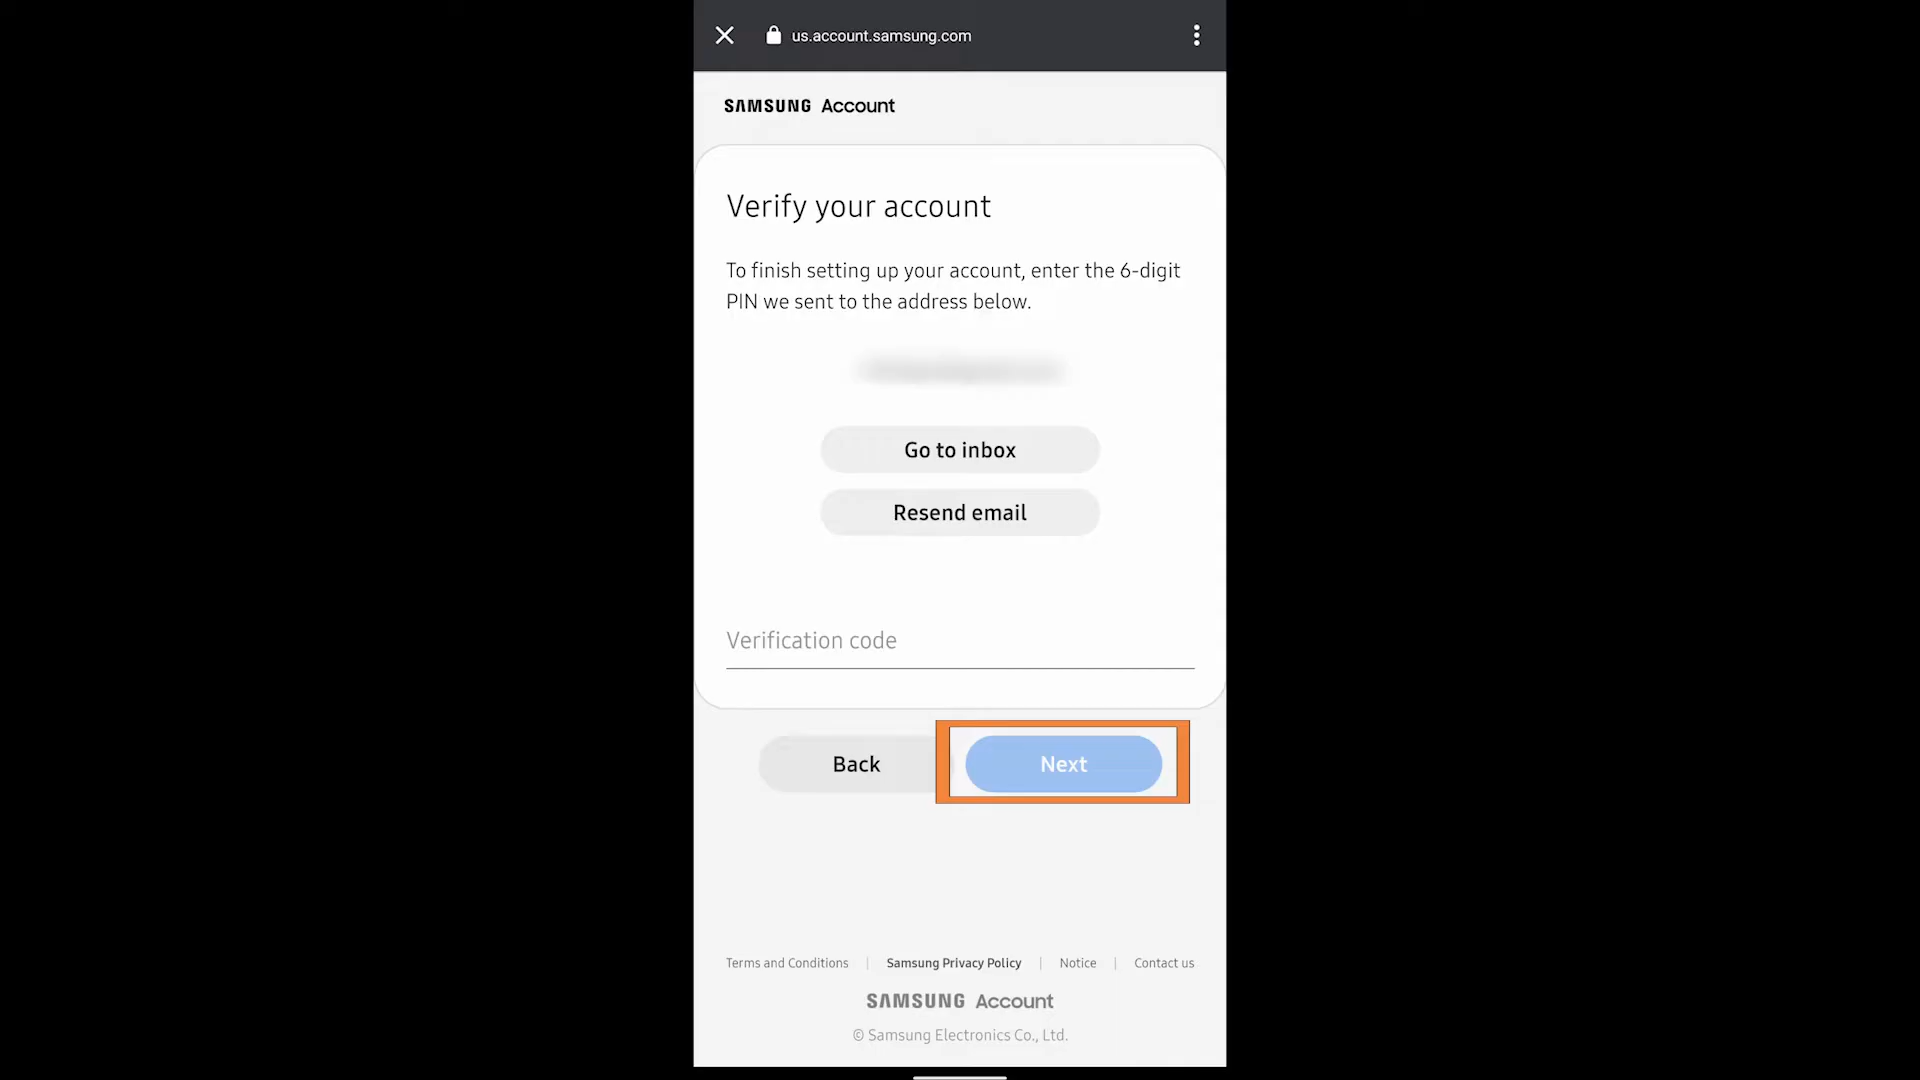 us.account.samsung.com
SAMSUNG Account
Verify your account
To finish setting up your account, enter the 6-digit
PIN we sent to the address below.
Go to inbox
Resend email
Verification code
Back
Next
Terms and Conditions | Samsung Privacy Policy | Notice | Contact us
SAMSUNG Account
© Samsung Electronics Co., Ltd.